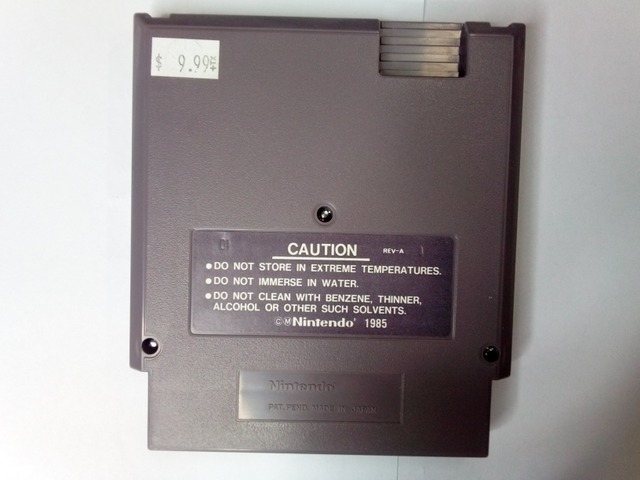 $ 9.99
01
CAUTION REV-A
• DO NOT STORE IN EXTREME TEMPERATURES.
• DO NOT IMMERSE IN WATER.
• DO NOT CLEAN WITH BENZENE, THINNER,
ALCOHOL OR OTHER SUCH SOLVENTS.
©M Nintendo® 1985
Nintendo®
PAT. PEND. MADE IN JAPAN